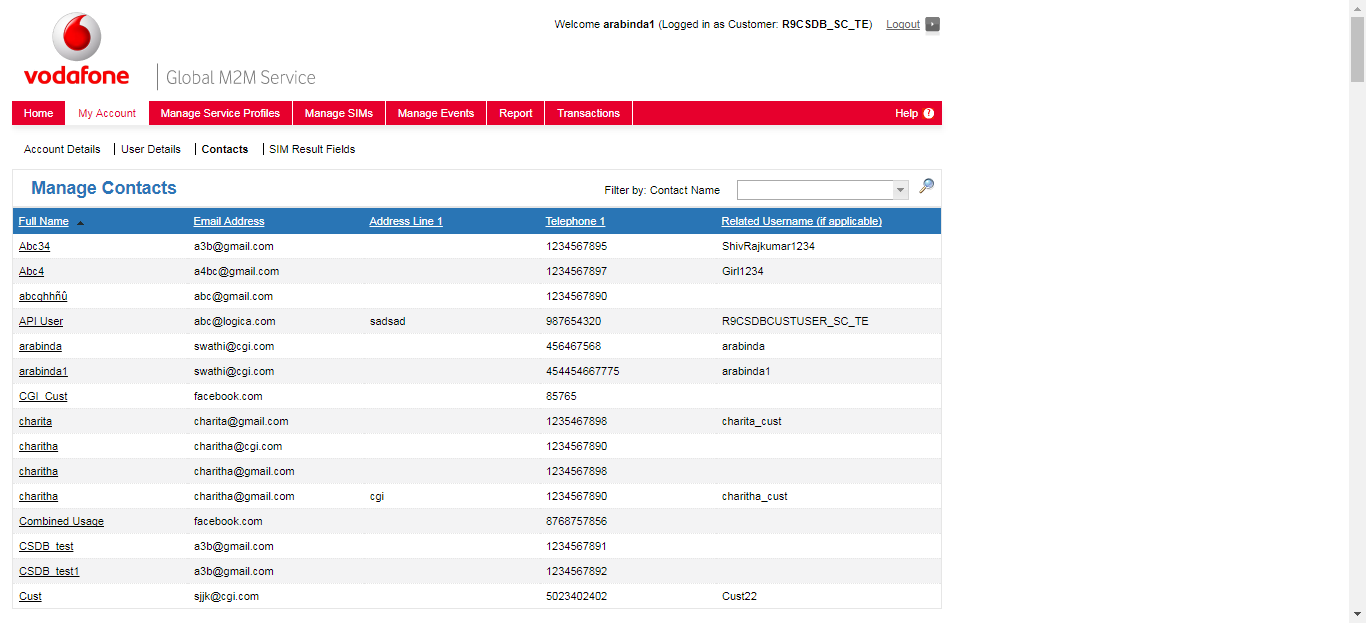 Welcome arabinda1 (Logged in as Customer: R9CSDB_SC_TE) Logout
vodafone Global M2M Service
Home My Account Manage Service Profiles Manage SIMs Manage Events Report Transactions Help ?
Account Details User Details Contacts SIM Result Fields
Manage Contacts Filter by: Contact Name
Full Name Email Address Address Line 1 Telephone 1 Related Username (if applicable)
Abc34 a3b@gmail.com 1234567895 ShivRajkumar1234
Abc4 a4bc@gmail.com 1234567897 Girl1234
abcghhñû abc@gmail.com 1234567890
API User abc@logica.com sadsad 987654320 R9CSDBCUSTUSER_SC_TE
arabinda swathi@cgi.com 456467568 arabinda
arabinda1 swathi@cgi.com 454454667775 arabinda1
CGI_Cust facebook.com 85765
charita charita@gmail.com 1235467898 charita_cust
charitha charitha@cgi.com 1234567890
charitha charitha@gmail.com 1234567898
charitha charitha@gmail.com cgi 1234567890 charitha_cust
Combined Usage facebook.com 8768757856
CSDB_test a3b@gmail.com 1234567891
CSDB_test1 a3b@gmail.com 1234567892
Cust sjjk@cgi.com 5023402402 Cust22